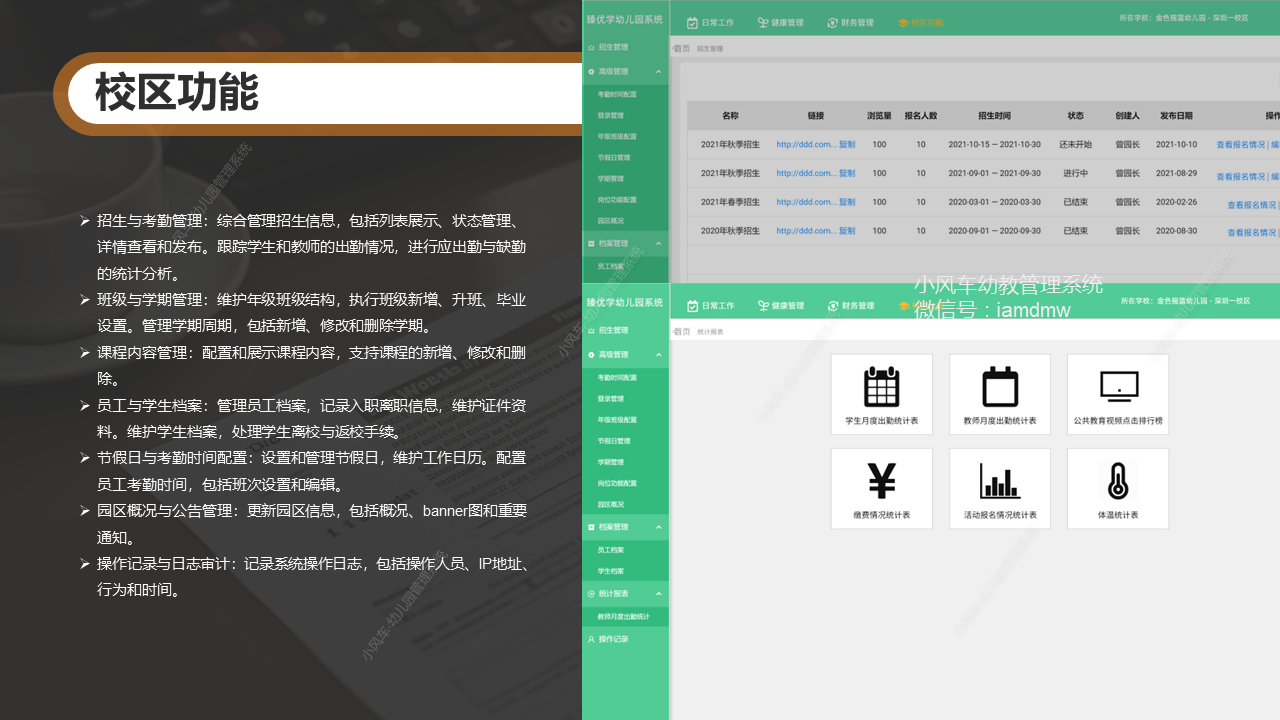 校区功能
➢ 招生与考勤管理：综合管理招生信息，包括列表展示、状态管理、
详情查看和发布。跟踪学生和教师的出勤情况，进行应出勤与缺勤
的统计分析。
➢ 班级与学期管理：维护年级班级结构，执行班级新增、升班、毕业
设置。管理学期周期，包括新增、修改和删除学期。
➢ 课程内容管理：配置和展示课程内容，支持课程的新增、修改和删
除。
➢ 员工与学生档案：管理员工档案，记录入职离职信息，维护证件资
料。维护学生档案，处理学生离校与返校手续。
➢ 节假日与考勤时间配置：设置和管理节假日，维护工作日历。配置
员工考勤时间，包括班次设置和编辑。
➢ 园区概况与公告管理：更新园区信息，包括概况、banner图和重要
通知。
➢ 操作记录与日志审计：记录系统操作日志，包括操作人员、IP地址、
行为和时间。
臻优学幼儿园系统
日常工作 健康管理 财务管理 校区功能
所在学校：金色摇篮幼儿园 - 深圳一校区
首页 招生管理
招生管理
高级管理
考勤时间配置
登录管理
年级班级配置
节假日管理
学期管理
岗位功能配置
园区概况
档案管理
员工档案
名称 链接 浏览量 报名人数 招生时间 状态 创建人 发布日期 操作
2021年秋季招生 http://ddd.com... 复制 100 10 2021-10-15 — 2021-10-30 还未开始 曾园长 2021-10-10 查看报名情况 | 编
2021年秋季招生 http://ddd.com... 复制 100 10 2021-09-01 — 2021-09-30 进行中 曾园长 2021-08-29 查看报名情况 | 编
2021年春季招生 http://ddd.com... 复制 100 10 2020-03-01 — 2020-03-30 已结束 曾园长 2020-02-26 查看报名情况 |
2020年秋季招生 http://ddd.com... 复制 100 10 2020-09-01 — 2020-09-30 已结束 曾园长 2020-08-30 查看报名情况 |
小风车幼教管理系统
微信号：iamdmw
臻优学幼儿园系统
日常工作 健康管理 财务管理
所在学校：金色摇篮幼儿园 - 深圳一校区
首页 统计报表
招生管理
高级管理
考勤时间配置
登录管理
年级班级配置
节假日管理
学期管理
岗位功能配置
园区概况
档案管理
员工档案
学生档案
统计报表
教师月度出勤统计
操作记录
学生月度出勤统计表 教师月度出勤统计表 公共教育视频点击排行榜
缴费情况统计表 活动报名情况统计表 体温统计表
小风车-幼儿园管理系统